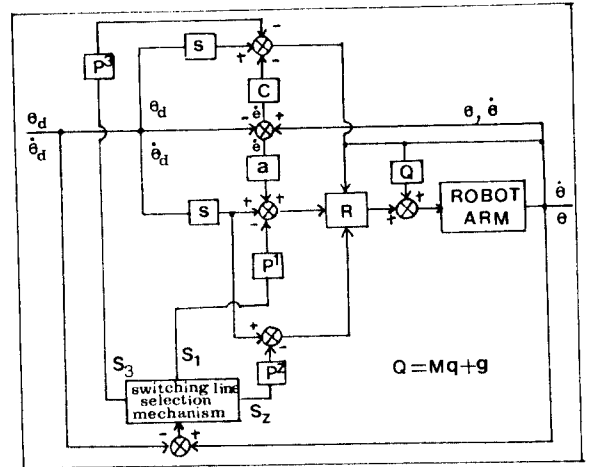 P³
s
C
θd
θ̇d
θd
θ̇d
ė
ė
θ, θ̇
a
Q
s
R
ROBOT
ARM
θ̇
θ
P¹
S₃
S₁
P²
Q=Mq+g
switching line
selection
mechanism
S₂